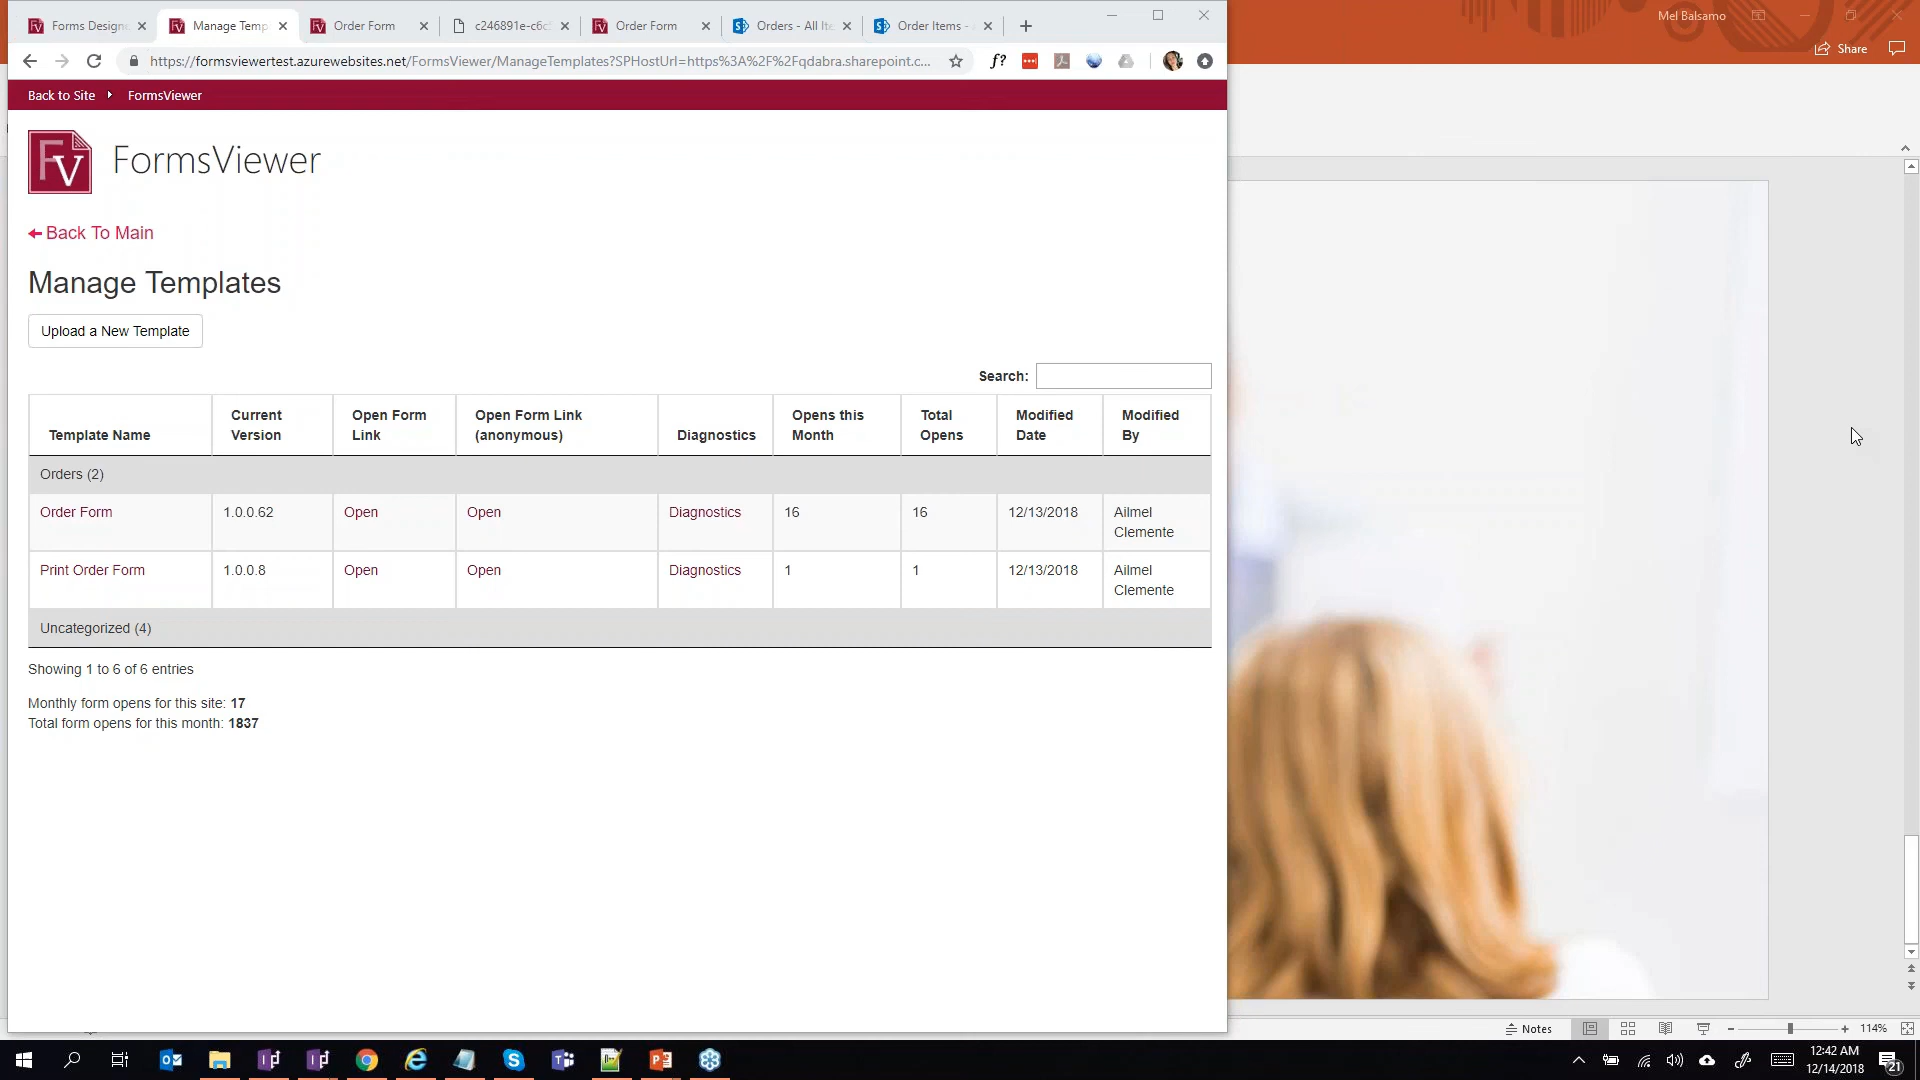 Forms Design
Manage Temp
Order Form
c246891e-c6c
Order Form
Orders - All Ite
Order Items -
Mel Balsamo
Share
https://formsviewertest.azurewebsites.net/FormsViewer/ManageTemplates?SPHostUrl=https%3A%2F%2Fqdabra.sharepoint.c...
f?
Back to Site
FormsViewer
FV
FormsViewer
Back To Main
Manage Templates
Upload a New Template
Search:
Template Name
Current Version
Open Form Link
Open Form Link (anonymous)
Diagnostics
Opens this Month
Total Opens
Modified Date
Modified By
Orders (2)
Order Form 1.0.0.62 Open Open Diagnostics 16 16 12/13/2018 Ailmel Clemente
Print Order Form 1.0.0.8 Open Open Diagnostics 1 1 12/13/2018 Ailmel Clemente
Uncategorized (4)
Showing 1 to 6 of 6 entries
Monthly form opens for this site: 17
Total form opens for this month: 1837
Notes
114%
12:42 AM
12/14/2018
21